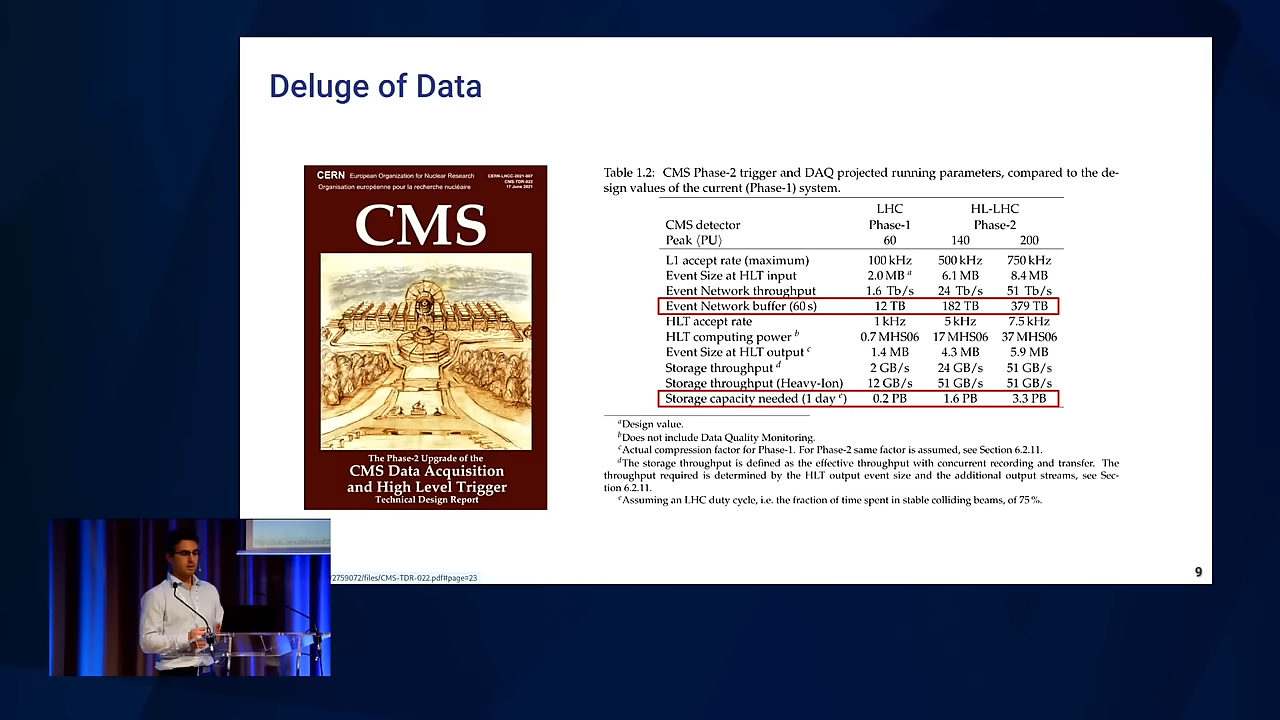 Deluge of Data
CERN European Organization for Nuclear Research
Organisation européenne pour la recherche nucléaire
CERN-LHCC-2021-007
CMS-TDR-022
17 June 2021
CMS
The Phase-2 Upgrade of the
CMS Data Acquisition
and High Level Trigger
Technical Design Report
Table 1.2: CMS Phase-2 trigger and DAQ projected running parameters, compared to the de-
sign values of the current (Phase-1) system.
LHC HL-LHC
CMS detector Phase-1 Phase-2
Peak ⟨PU⟩ 60 140 200
L1 accept rate (maximum) 100 kHz 500 kHz 750 kHz
Event Size at HLT input 2.0 MB a 6.1 MB 8.4 MB
Event Network throughput 1.6 Tb/s 24 Tb/s 51 Tb/s
Event Network buffer (60 s) 12 TB 182 TB 379 TB
HLT accept rate 1 kHz 5 kHz 7.5 kHz
HLT computing power b 0.7 MHS06 17 MHS06 37 MHS06
Event Size at HLT output c 1.4 MB 4.3 MB 5.9 MB
Storage throughput d 2 GB/s 24 GB/s 51 GB/s
Storage throughput (Heavy-Ion) 12 GB/s 51 GB/s 51 GB/s
Storage capacity needed (1 day e) 0.2 PB 1.6 PB 3.3 PB
a Design value.
b Does not include Data Quality Monitoring.
c Actual compression factor for Phase-1. For Phase-2 same factor is assumed, see Section 6.2.11.
d The storage throughput is defined as the effective throughput with concurrent recording and transfer. The
throughput required is determined by the HLT output event size and the additional output streams, see Sec-
tion 6.2.11.
e Assuming an LHC duty cycle, i.e. the fraction of time spent in stable colliding beams, of 75 %.
/2759072/files/CMS-TDR-022.pdf#page=23
9